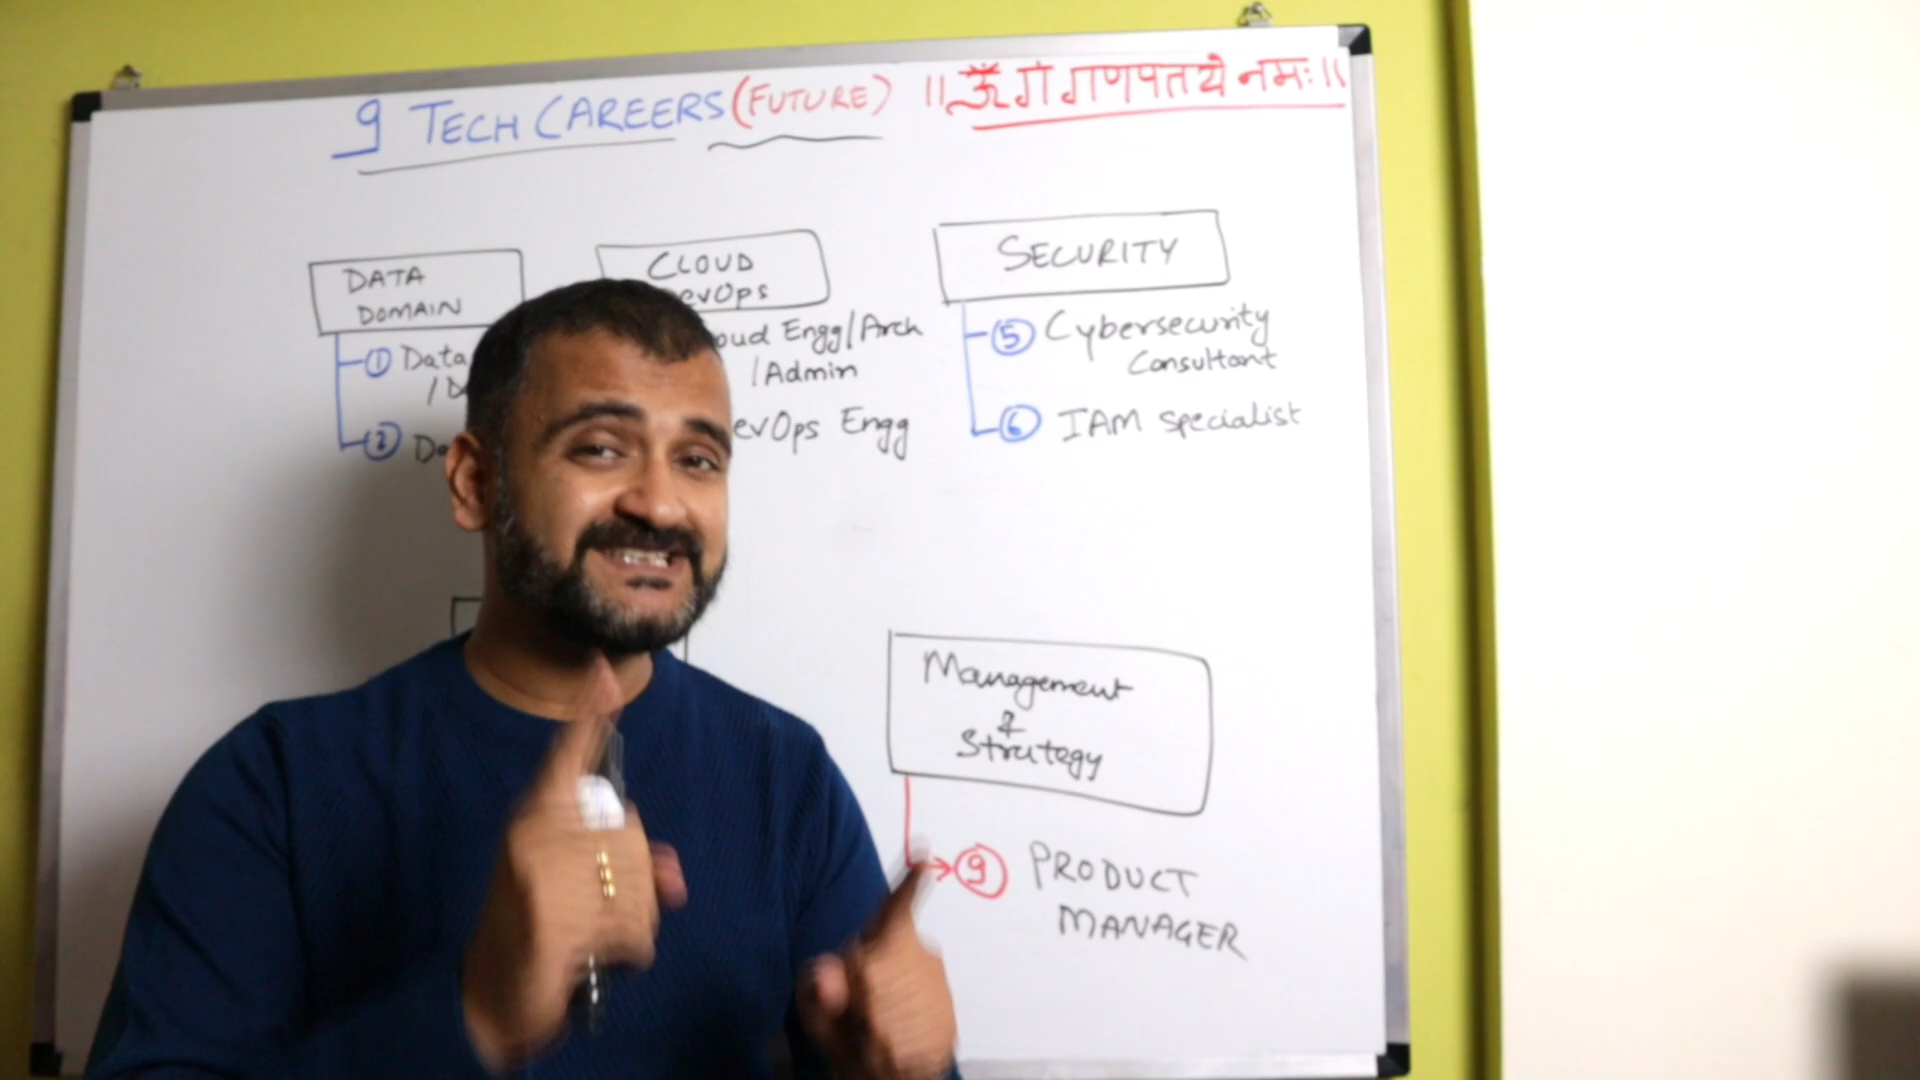 9 TECH CAREERS (FUTURE) ॥ ॐ गं गणपतये नमः ॥
DATA
DOMAIN
① Data
②
CLOUD
oud Engg/Arch
/Admin
evOps Engg
SECURITY
⑤ Cybersecurity
Consultant
⑥ IAM specialist
Management
&
Strategy
⑨ PRODUCT
MANAGER